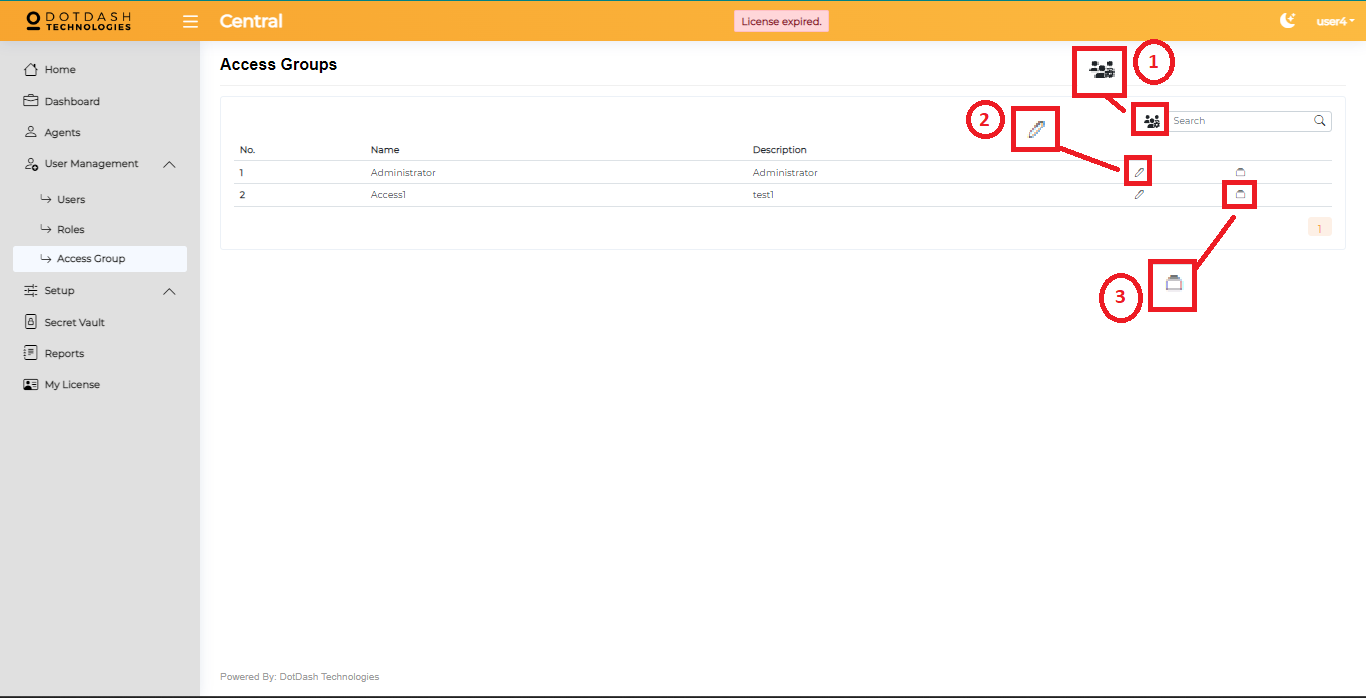 DOTDASH
TECHNOLOGIES
Central
License expired.
user4
Home
Dashboard
Agents
User Management
Users
Roles
Access Group
Setup
Secret Vault
Reports
My License
Access Groups
1
2
Search
No. Name Description
1 Administrator Administrator
2 Access1 test1
1
3
Powered By: DotDash Technologies